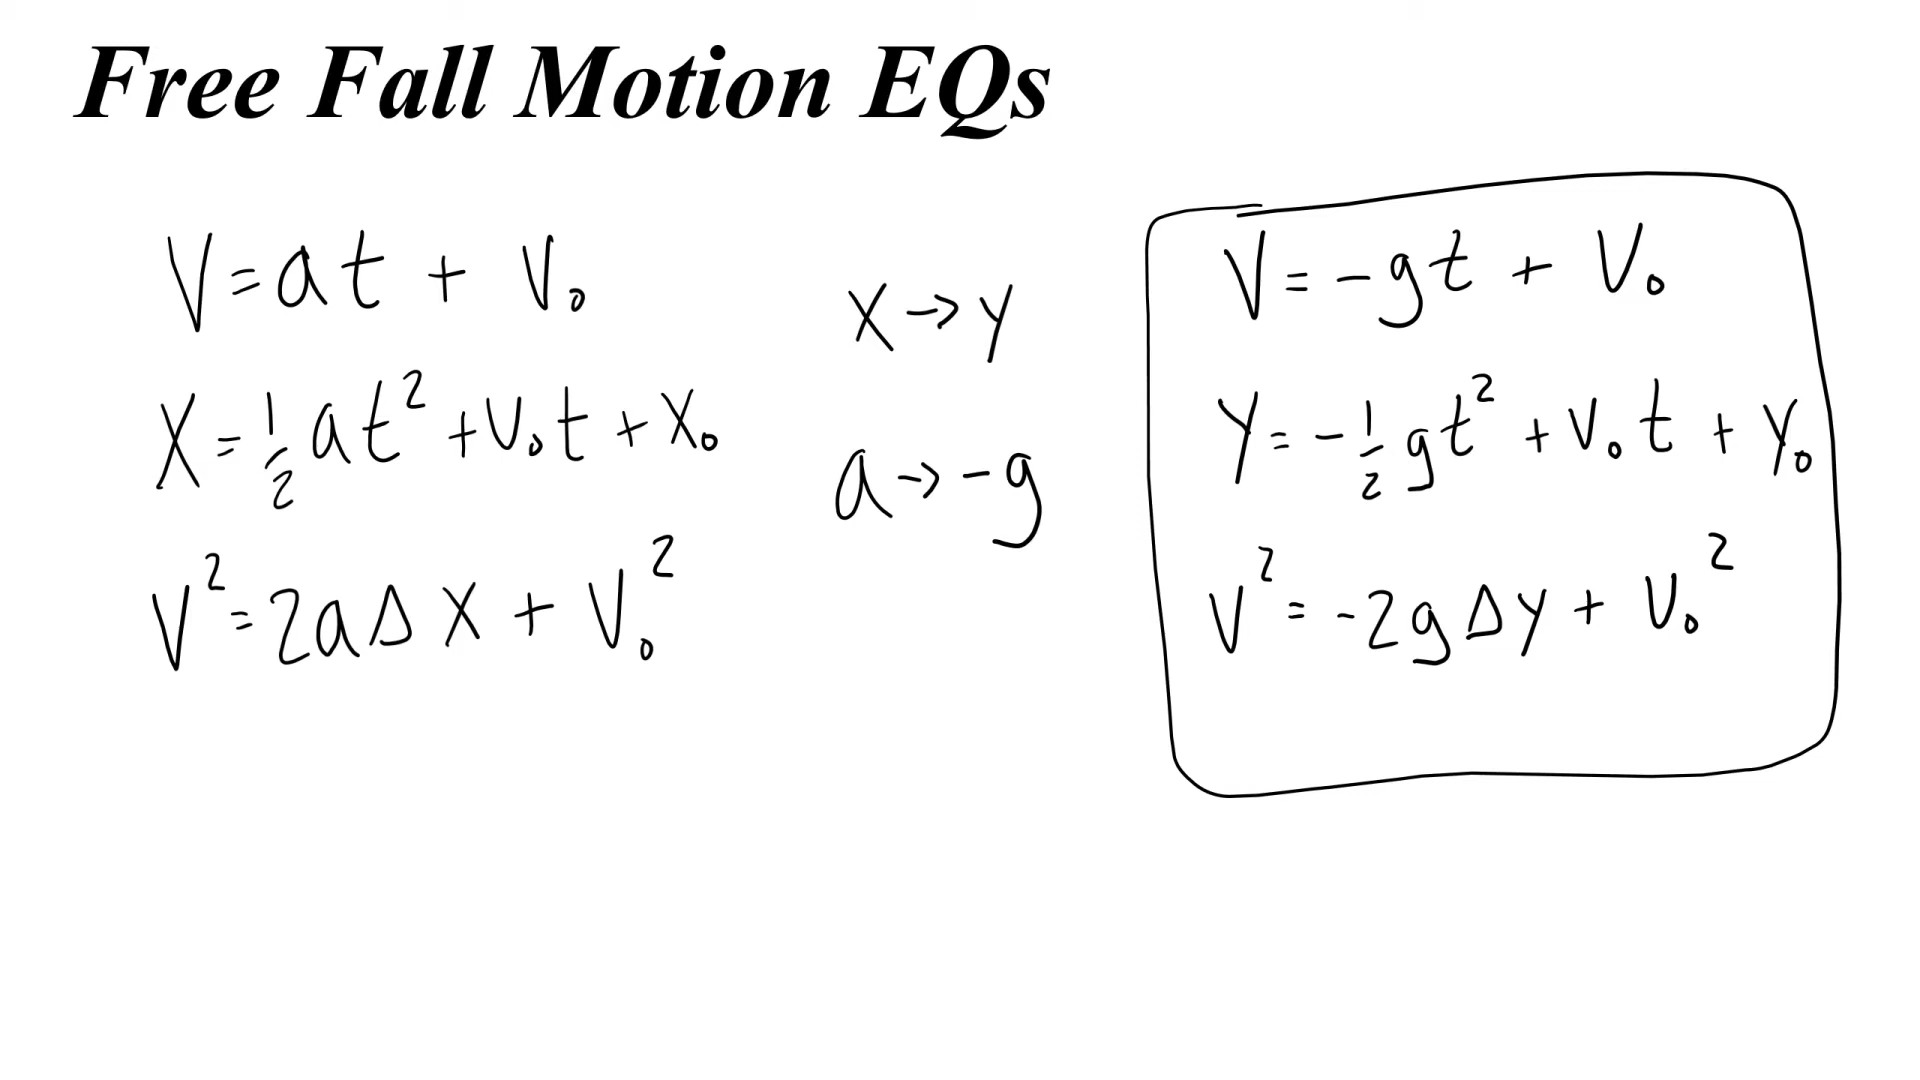 Free Fall Motion EQs
V = at + V₀
X = ½at² + V₀t + X₀
V² = 2aΔX + V₀²
X → Y
a → -g
V = -gt + V₀
Y = -½gt² + V₀t + Y₀
V² = -2gΔY + V₀²